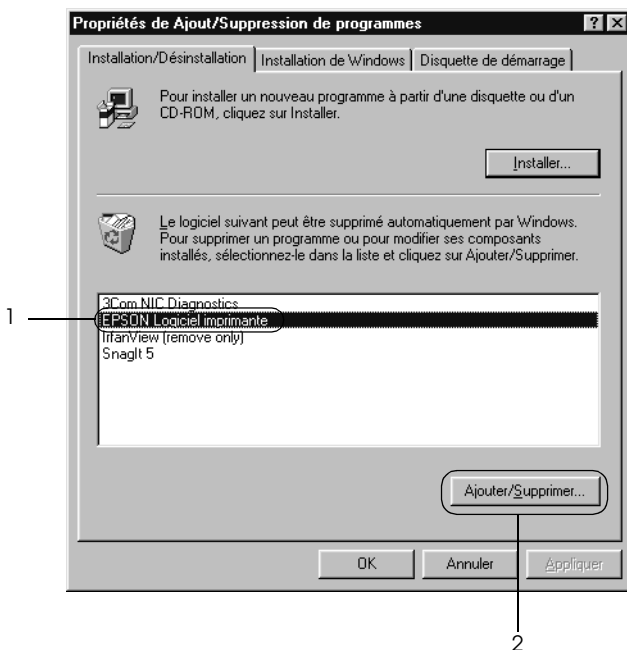 Propriétés de Ajout/Suppression de programmes
Installation/Désinstallation Installation de Windows Disquette de démarrage
Pour installer un nouveau programme à partir d'une disquette ou d'un
CD-ROM, cliquez sur Installer.
Installer...
Le logiciel suivant peut être supprimé automatiquement par Windows.
Pour supprimer un programme ou pour modifier ses composants
installés, sélectionnez-le dans la liste et cliquez sur Ajouter/Supprimer.
3Com NIC Diagnostics
1 EPSON Logiciel imprimante
IrfanView (remove only)
SnagIt 5
Ajouter/Supprimer...
OK Annuler Appliquer
2